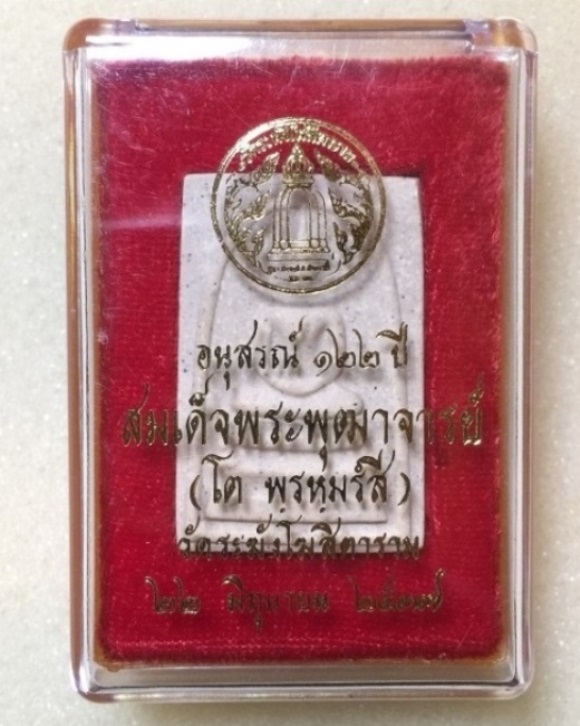 อนุสรณ์ ๑๒๒ ปี
สมเด็จพระพุฒาจารย์
(โต พฺรหฺมรํสี)
วัดระฆังโฆสิตาราม
๒๒ มิถุนายน ๒๕๓๗